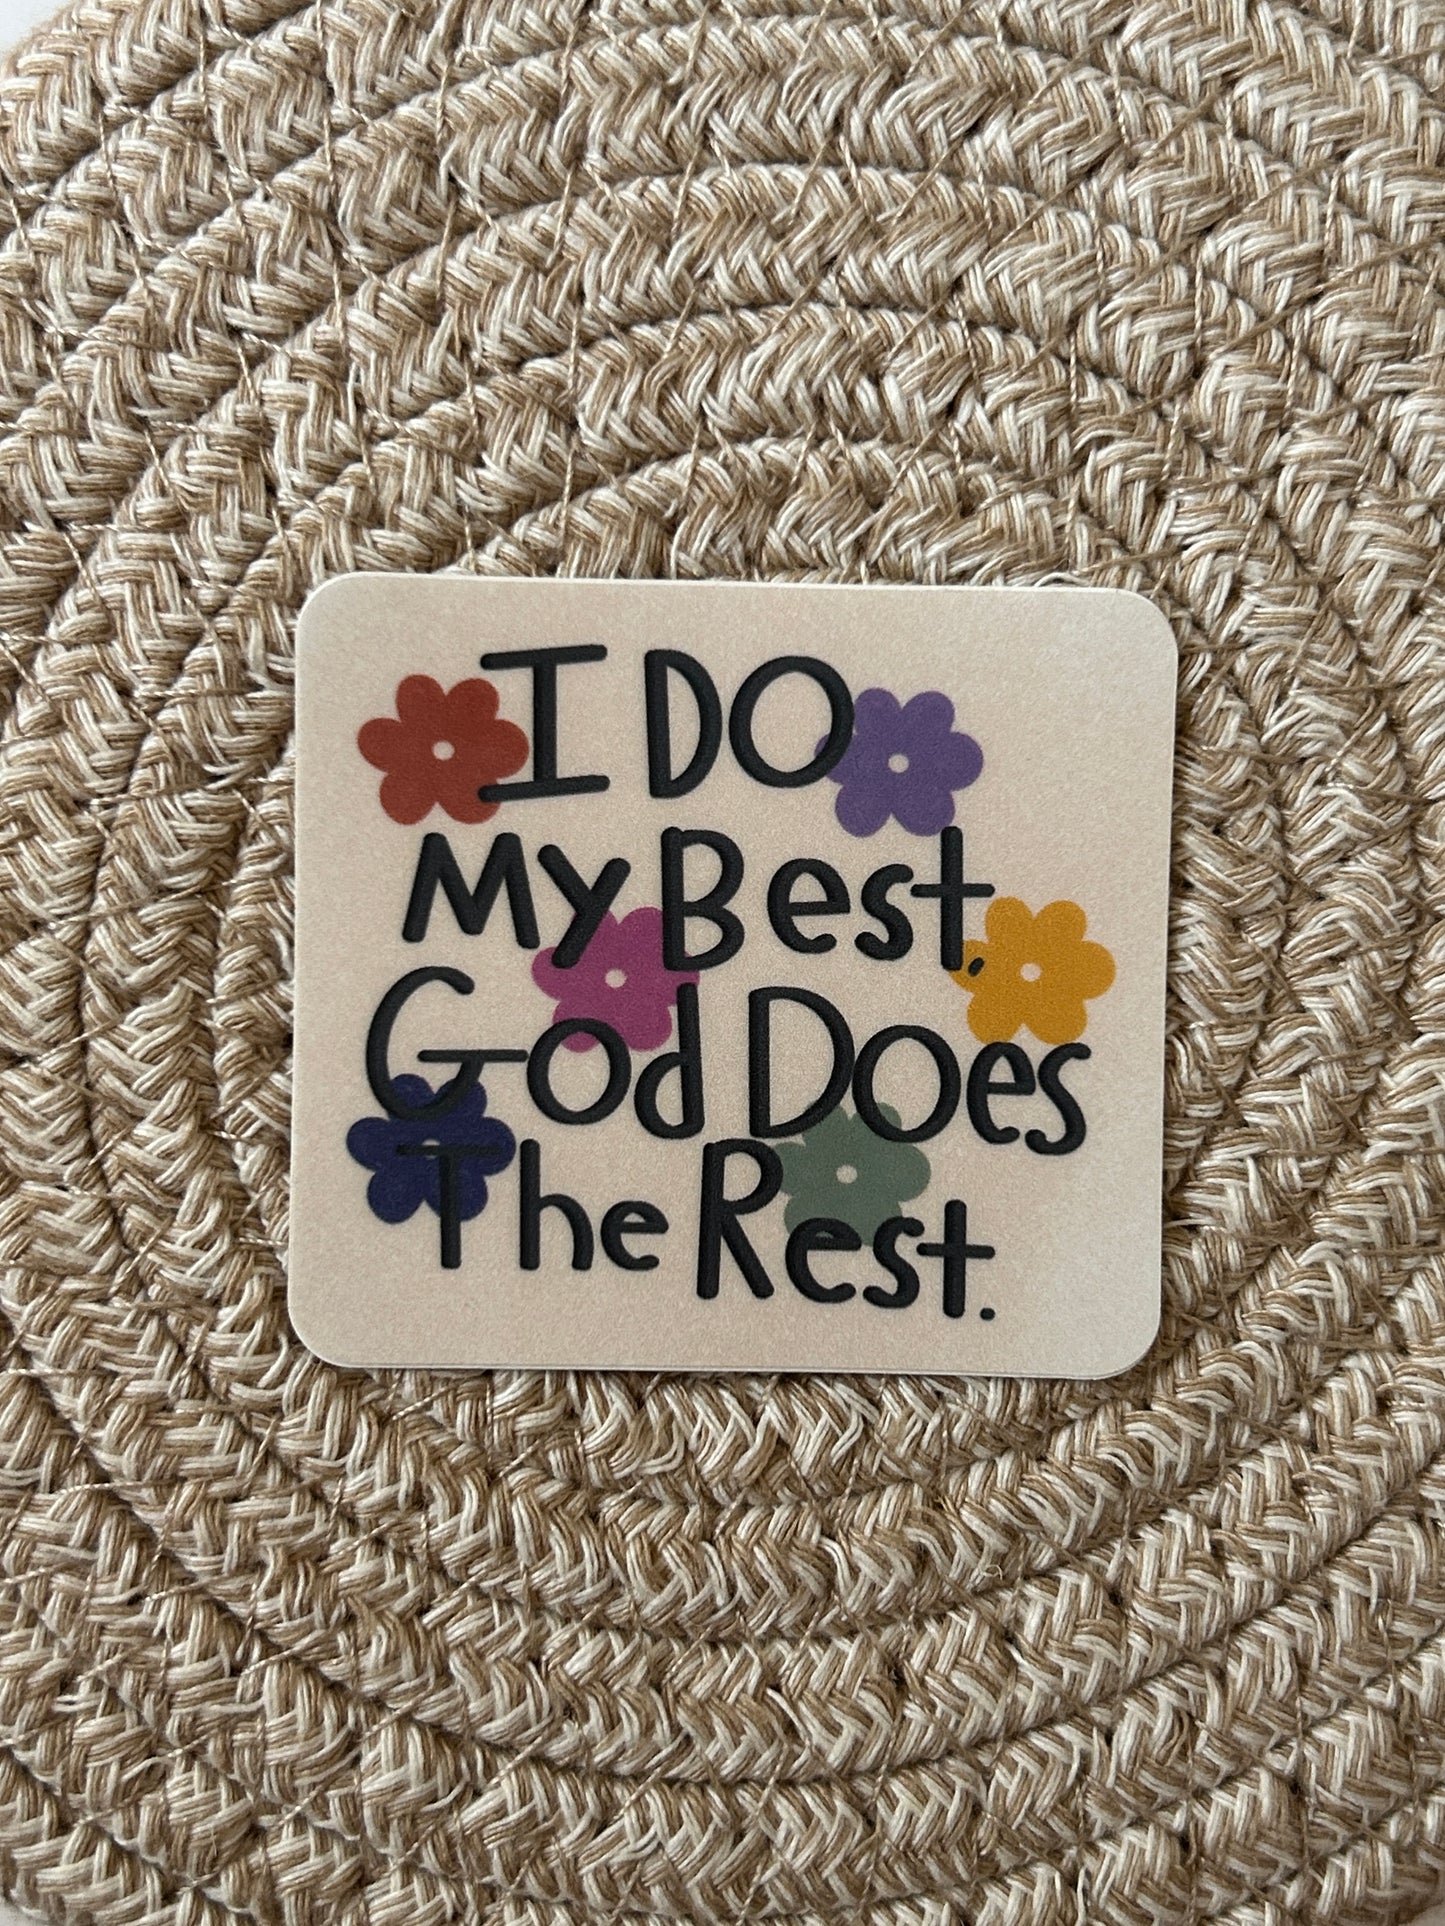 I DO
My Best,
God Does
The Rest.